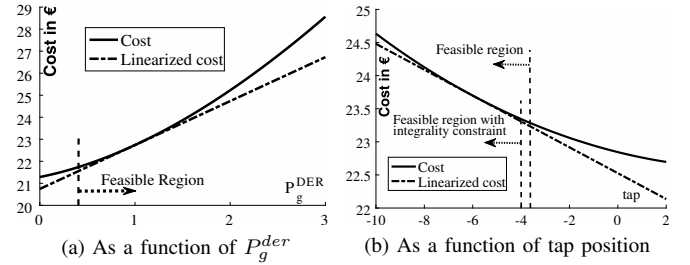 29
28
27
26
25
24
23
22
21
20
Cost in €
Cost
Linearized cost
Feasible Region
P_g^DER
0
1
2
3
(a) As a function of P_g^der
25
24.5
24
23.5
23
22.5
22
Cost in €
Feasible region
Feasible region with
integrality constraint
Cost
Linearized cost
tap
-10
-8
-6
-4
-2
0
2
(b) As a function of tap position